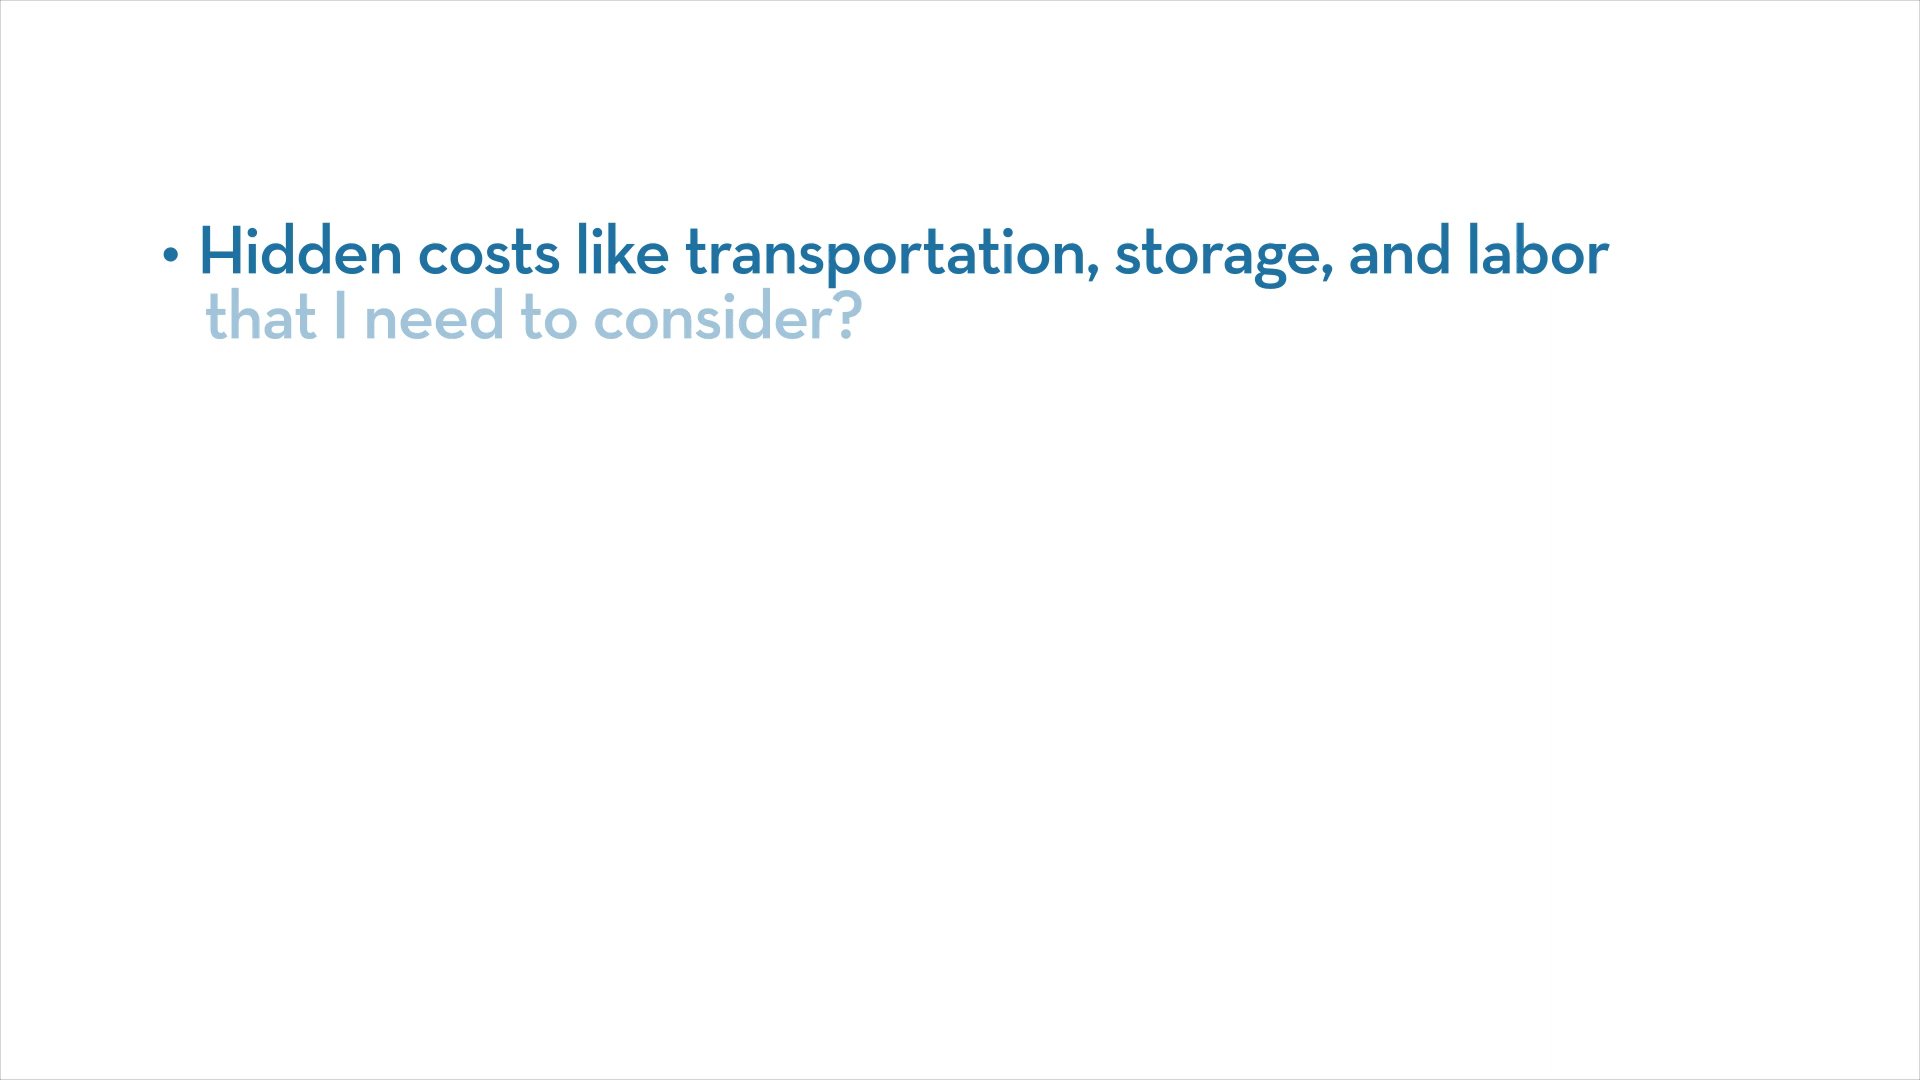 • Hidden costs like transportation, storage, and labor
that I need to consider?